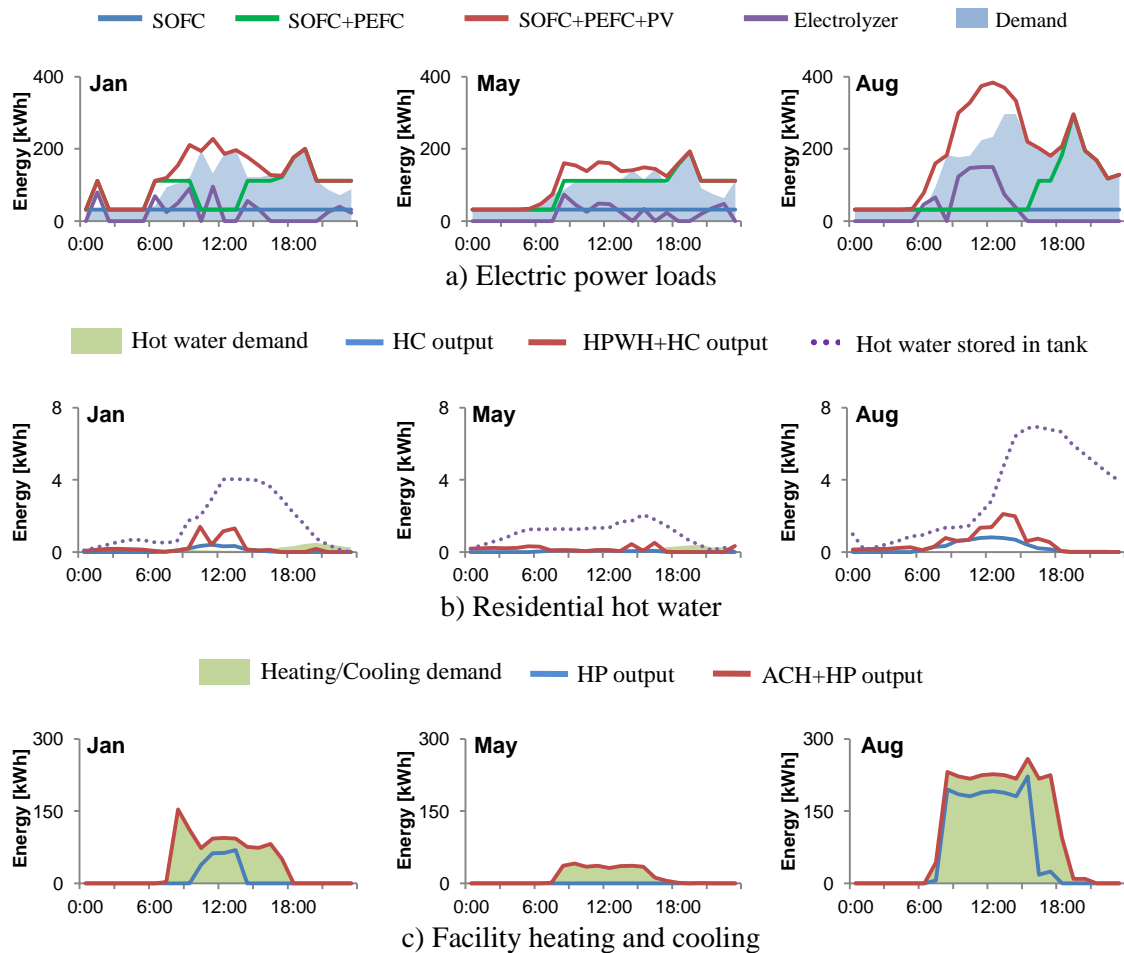 SOFC SOFC+PEFC SOFC+PEFC+PV Electrolyzer Demand
Jan May Aug
Energy [kWh] Energy [kWh] Energy [kWh]
400 400 400
200 200 200
0 0 0
0:00 6:00 12:00 18:00 0:00 6:00 12:00 18:00 0:00 6:00 12:00 18:00
a) Electric power loads
Hot water demand HC output HPWH+HC output Hot water stored in tank
Jan May Aug
Energy [kWh] Energy [kWh] Energy [kWh]
8 8 8
4 4 4
0 0 0
0:00 6:00 12:00 18:00 0:00 6:00 12:00 18:00 0:00 6:00 12:00 18:00
b) Residential hot water
Heating/Cooling demand HP output ACH+HP output
Jan May Aug
Energy [kWh] Energy [kWh] Energy [kWh]
300 300 300
150 150 150
0 0 0
0:00 6:00 12:00 18:00 0:00 6:00 12:00 18:00 0:00 6:00 12:00 18:00
c) Facility heating and cooling